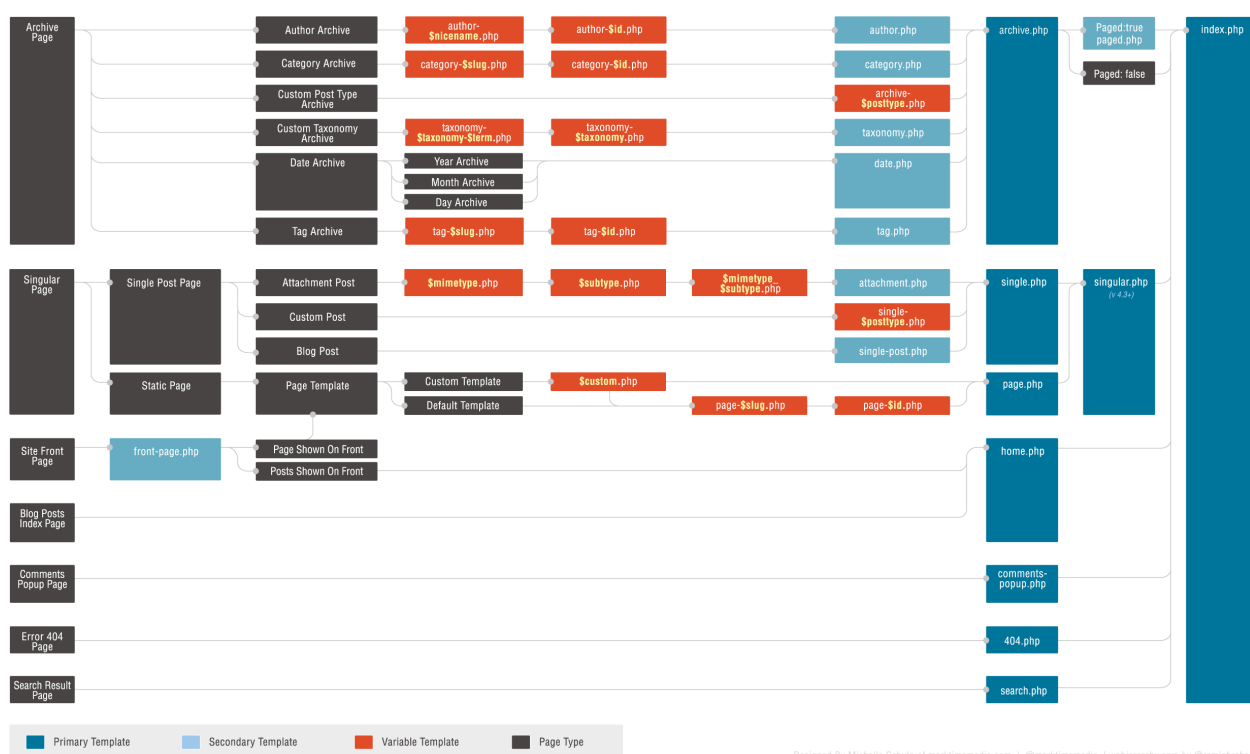 Archive
Page
Author Archive
author-
$nicename.php
author-$id.php
author.php
archive.php
Paged:true
paged.php
index.php
Category Archive
category-$slug.php
category-$id.php
category.php
Paged: false
Custom Post Type
Archive
archive-
$posttype.php
Custom Taxonomy
Archive
taxonomy-
$taxonomy-$term.php
taxonomy-
$taxonomy.php
taxonomy.php
Date Archive
Year Archive
date.php
Month Archive
Day Archive
Tag Archive
tag-$slug.php
tag-$id.php
tag.php
Singular
Page
Single Post Page
Attachment Post
$mimetype.php
$subtype.php
$mimetype_
$subtype.php
attachment.php
single.php
singular.php
(v 4.3+)
Custom Post
single-
$posttype.php
Blog Post
single-post.php
Static Page
Page Template
Custom Template
$custom.php
page.php
Default Template
page-$slug.php
page-$id.php
Site Front
Page
front-page.php
Page Shown On Front
home.php
Posts Shown On Front
Blog Posts
Index Page
Comments
Popup Page
comments-
popup.php
Error 404
Page
404.php
Search Result
Page
search.php
Primary Template
Secondary Template
Variable Template
Page Type